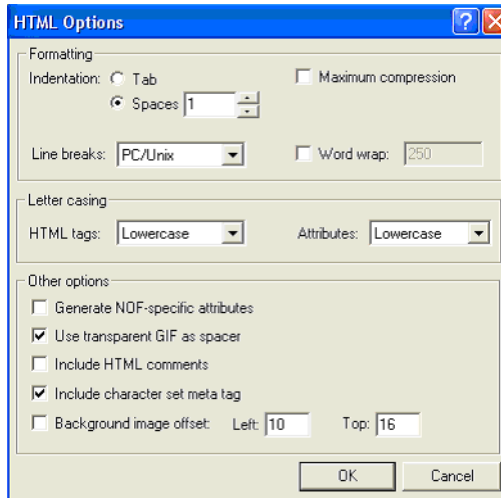 HTML Options
Formatting
Indentation: Tab Maximum compression
Spaces 1
Line breaks: PC/Unix Word wrap: 250
Letter casing
HTML tags: Lowercase Attributes: Lowercase
Other options
Generate NOF-specific attributes
Use transparent GIF as spacer
Include HTML comments
Include character set meta tag
Background image offset: Left: 10 Top: 16
OK Cancel